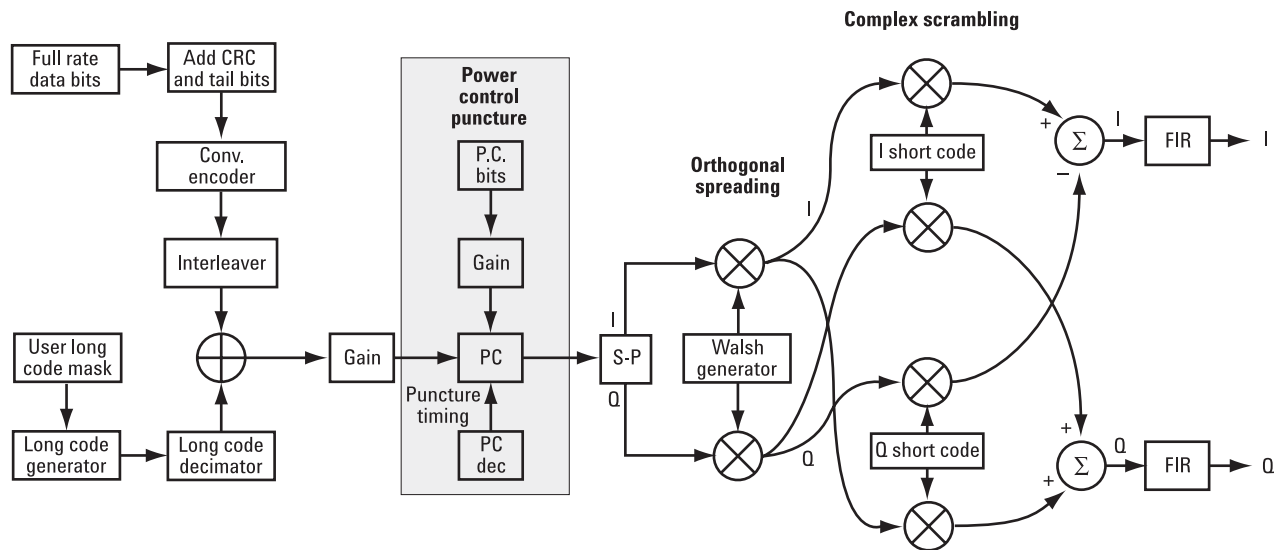 Complex scrambling
Full rate
data bits
Add CRC
and tail bits
Conv.
encoder
Interleaver
User long
code mask
Long code
generator
Long code
decimator
Gain
Power
control
puncture
P.C.
bits
Gain
PC
Puncture
timing
PC
dec
S-P
I
Q
Orthogonal
spreading
Walsh
generator
I
Q
I short code
Q short code
+
−
Σ
I
FIR
I
+
+
Σ
Q
FIR
Q